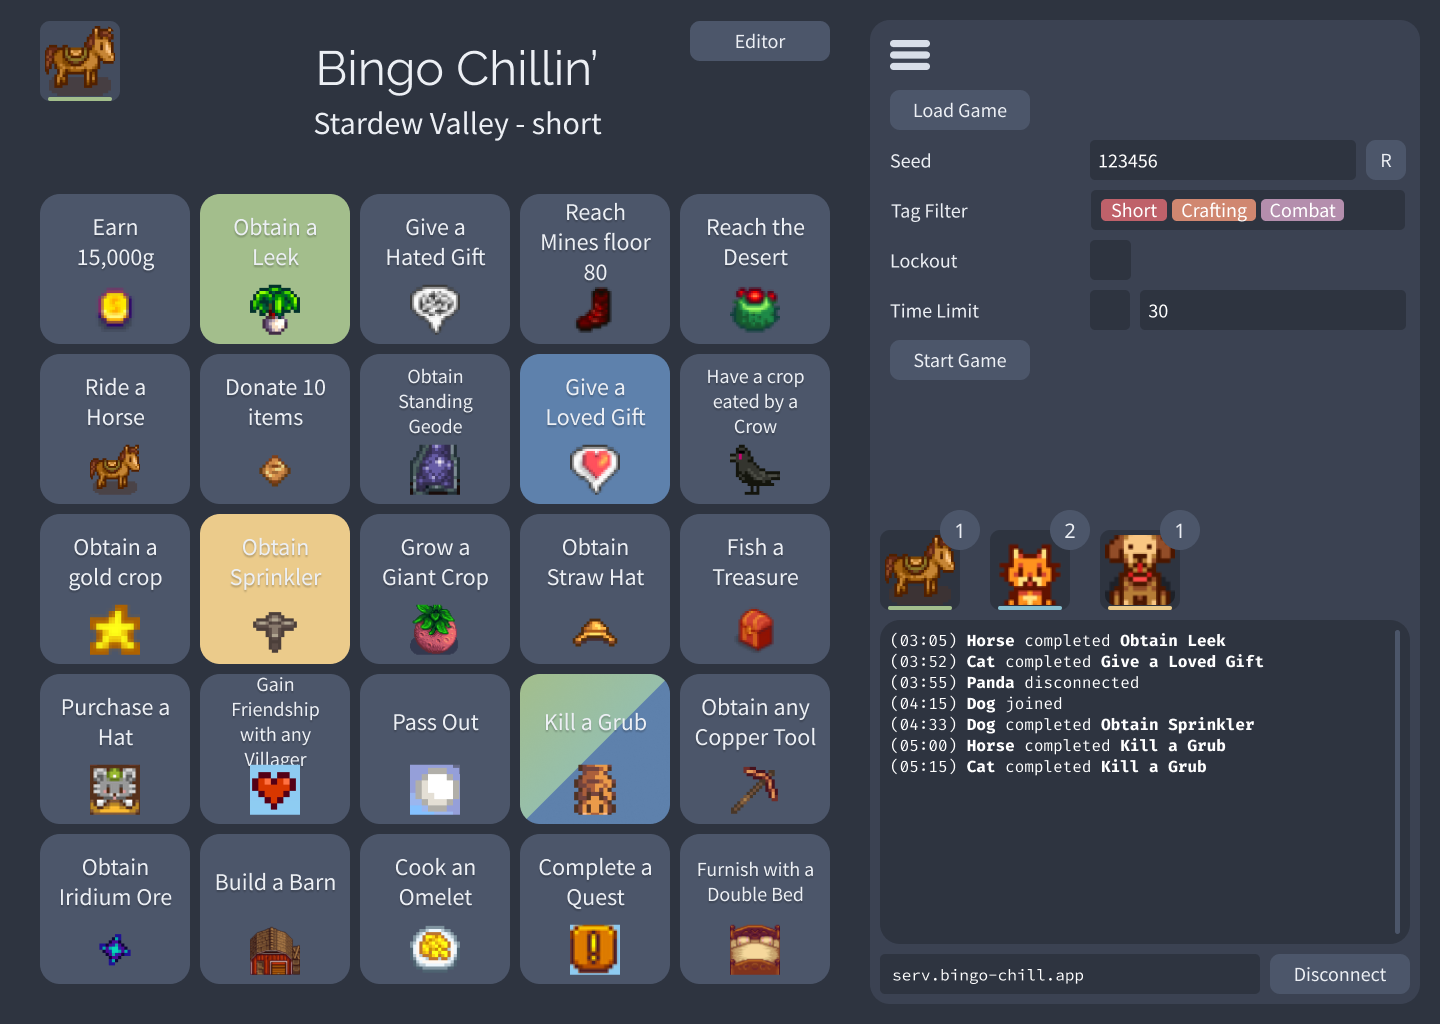 Bingo Chillin’
Stardew Valley - short
Editor
Earn
15,000g
Obtain a
Leek
Give a
Hated Gift
Reach
Mines floor
80
Reach the
Desert
Ride a
Horse
Donate 10
items
Obtain
Standing
Geode
Give a
Loved Gift
Have a crop
eated by a
Crow
Obtain a
gold crop
Obtain
Sprinkler
Grow a
Giant Crop
Obtain
Straw Hat
Fish a
Treasure
Purchase a
Hat
Gain
Friendship
with any
Villager
Pass Out
Kill a Grub
Obtain any
Copper Tool
Obtain
Iridium Ore
Build a Barn
Cook an
Omelet
Complete a
Quest
Furnish with a
Double Bed
Load Game
Seed 123456 R
Tag Filter Short Crafting Combat
Lockout
Time Limit 30
Start Game
1 2 1
(03:05) Horse completed Obtain Leek
(03:52) Cat completed Give a Loved Gift
(03:55) Panda disconnected
(04:15) Dog joined
(04:33) Dog completed Obtain Sprinkler
(05:00) Horse completed Kill a Grub
(05:15) Cat completed Kill a Grub
serv.bingo-chill.app Disconnect